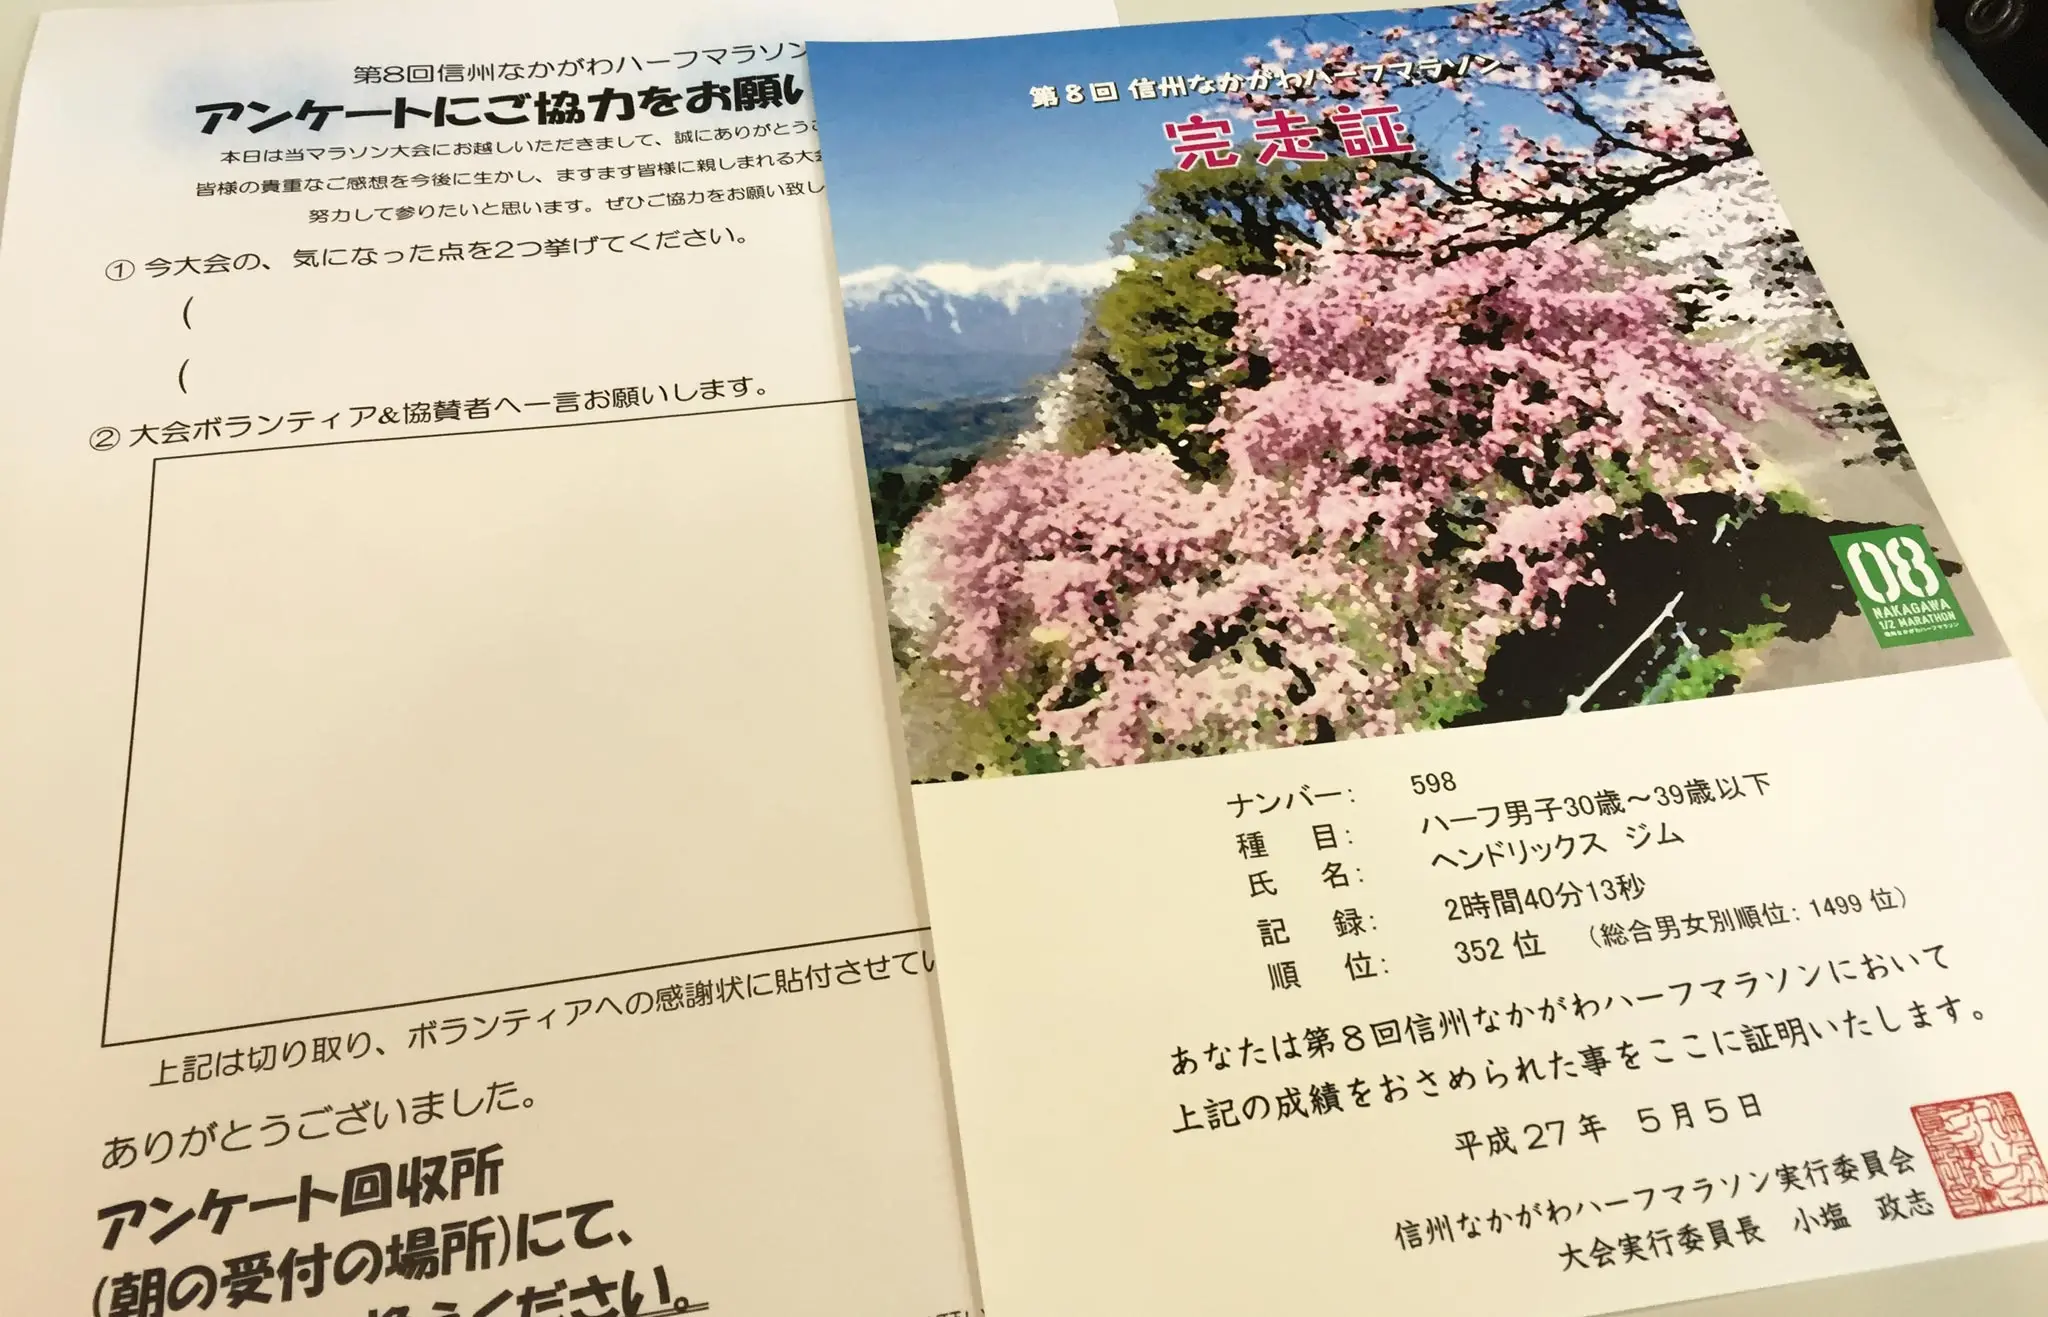 第8回信州なかがわハーフマラソン
アンケートにご協力をお願い
本日は当マラソン大会にお越しいただきまして、誠にありがとうご
皆様の貴重なご感想を今後に生かし、ますます皆様に親しまれる大会
努力して参りたいと思います。ぜひご協力をお願い致し
① 今大会の、気になった点を2つ挙げてください。
(
(
② 大会ボランティア&協賛者へ一言お願いします。
上記は切り取り、ボランティアへの感謝状に貼付させてい
ありがとうございました。
アンケート回収所
(朝の受付の場所)にて、
ください。
第8回 信州なかがわハーフマラソン
完走証
08
NAKAGAWA
1/2 MARATHON
信州なかがわハーフマラソン
ナンバー: 598
種 目: ハーフ男子30歳～39歳以下
氏 名: ヘンドリックス ジム
記 録: 2時間40分13秒
順 位: 352 位 (総合男女別順位: 1499 位)
あなたは第8回信州なかがわハーフマラソンにおいて
上記の成績をおさめられた事をここに証明いたします。
平成27年 5月5日
信州なかがわハーフマラソン実行委員会
大会実行委員長 小塩 政志